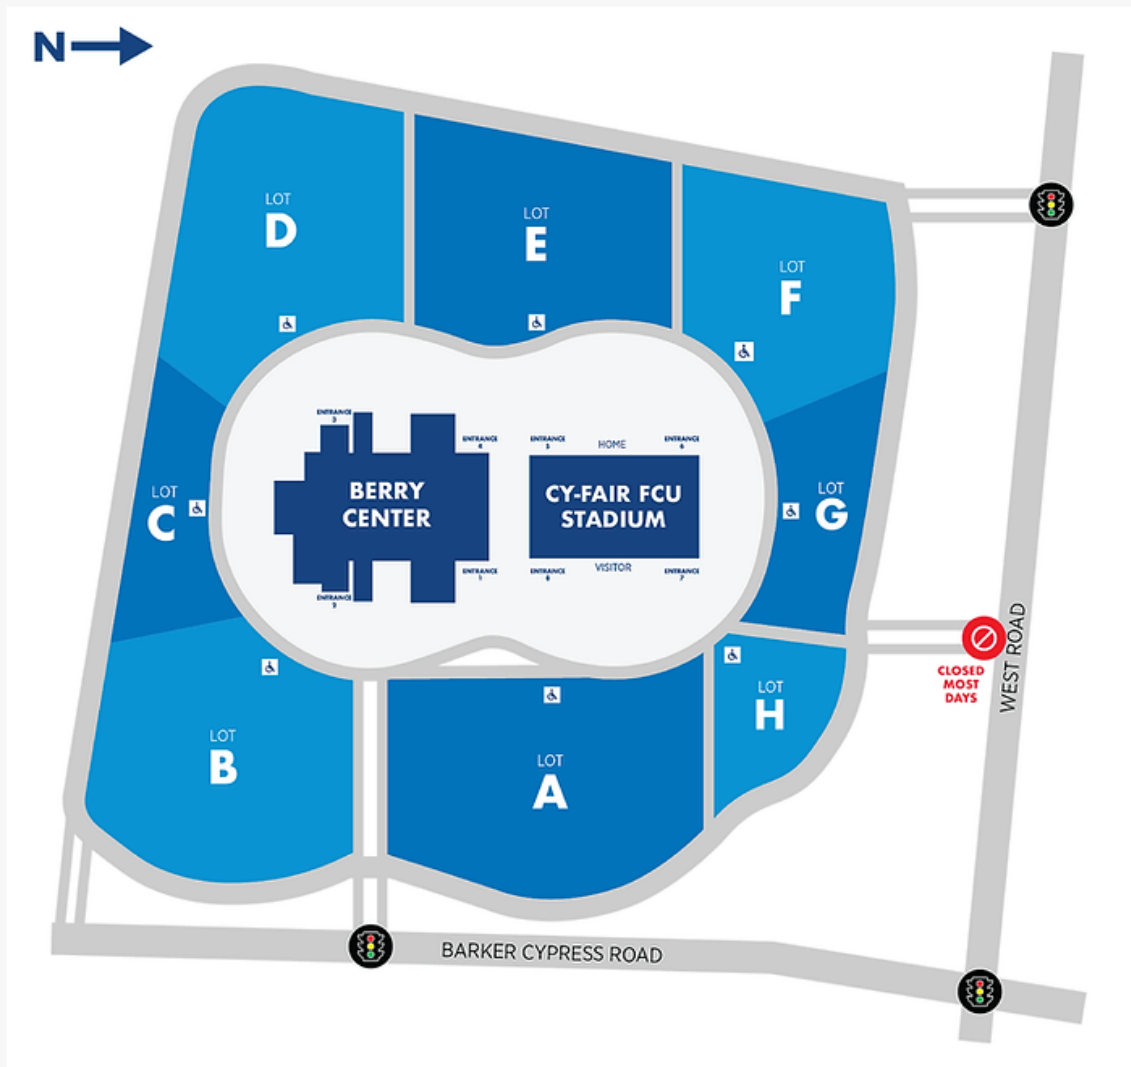 N
LOT
D
LOT
E
LOT
F
LOT
C
LOT
G
ENTRANCE
3
ENTRANCE
4
ENTRANCE
5
HOME
ENTRANCE
6
BERRY
CENTER
CY-FAIR FCU
STADIUM
ENTRANCE
2
ENTRANCE
1
ENTRANCE
8
VISITOR
ENTRANCE
7
LOT
B
LOT
A
LOT
H
CLOSED
MOST
DAYS
WEST ROAD
BARKER CYPRESS ROAD